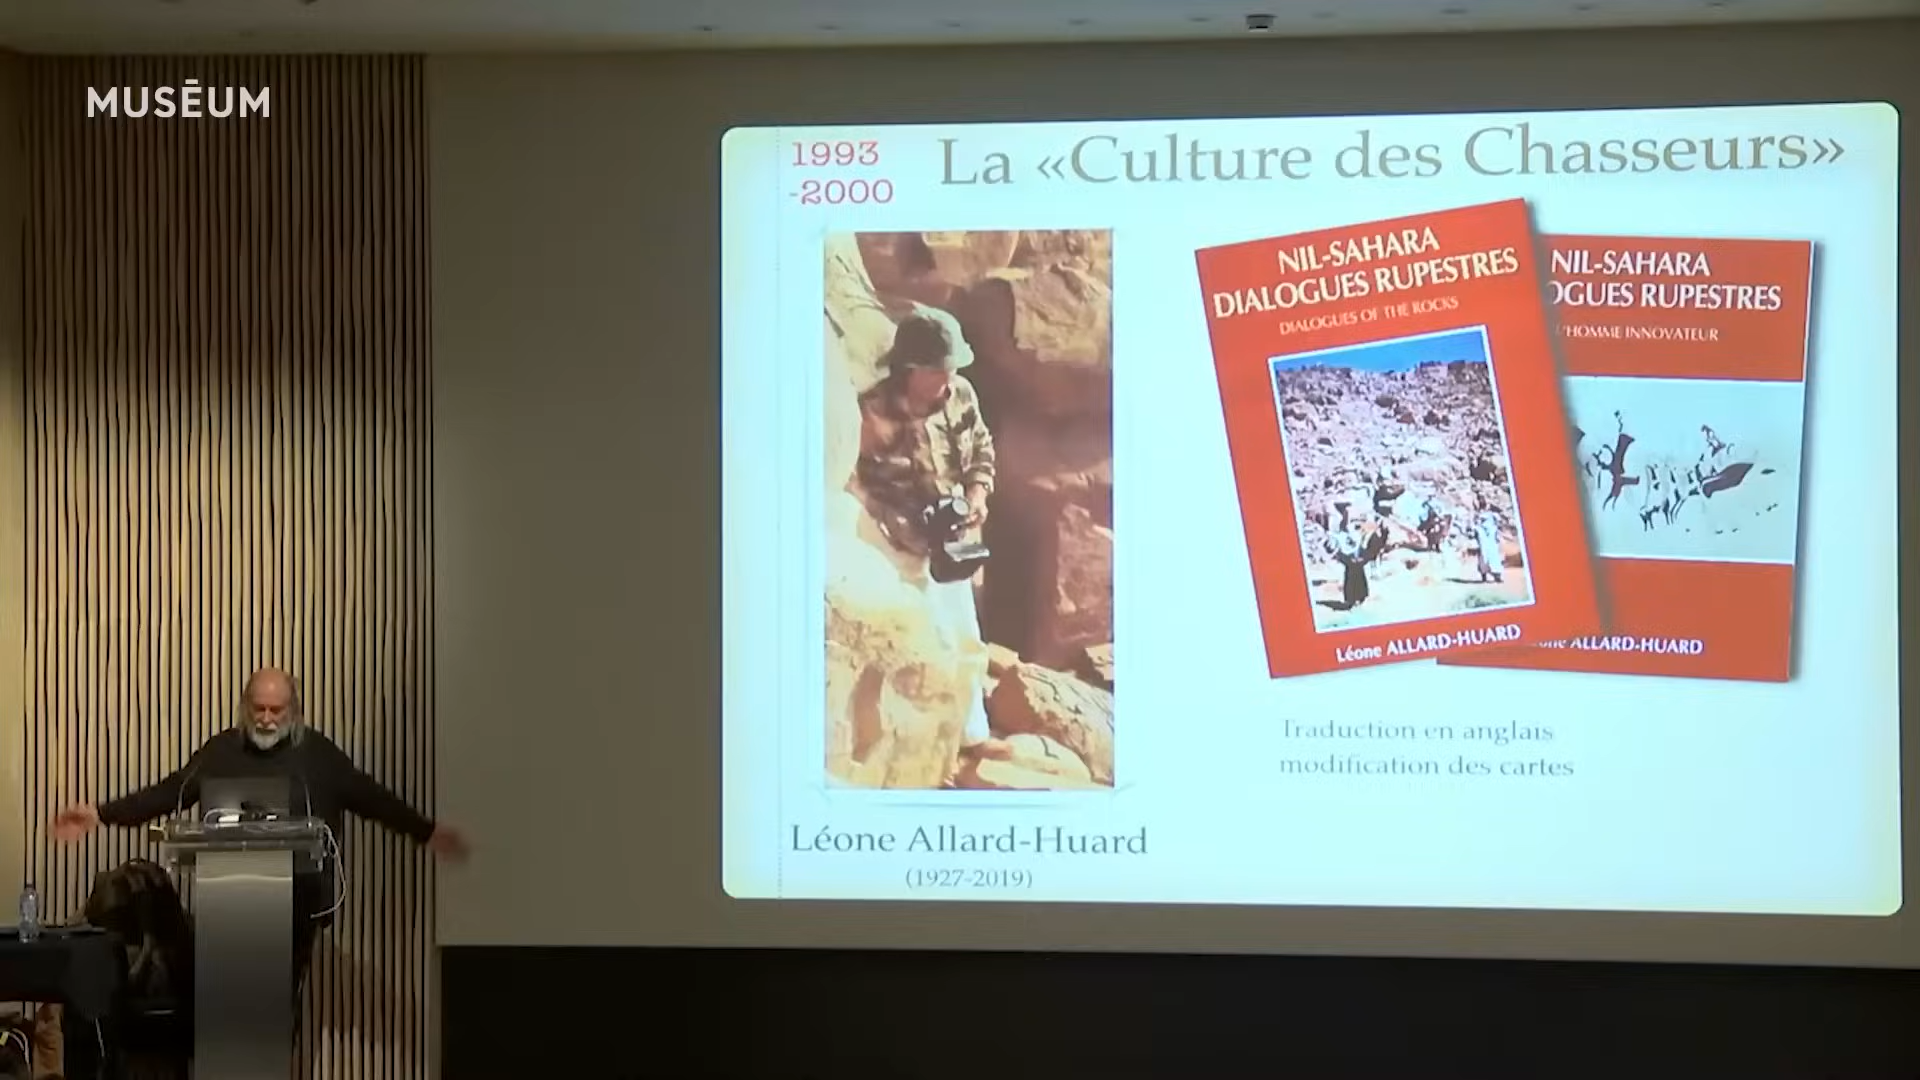 MUSĒUM
1993
-2000
La «Culture des Chasseurs»
NIL-SAHARA
DIALOGUES RUPESTRES
DIALOGUES OF THE ROCKS
Léone ALLARD-HUARD
NIL-SAHARA
OGUES RUPESTRES
L'HOMME INNOVATEUR
ALLARD-HUARD
Traduction en anglais
modification des cartes
Léone Allard-Huard
(1927-2019)